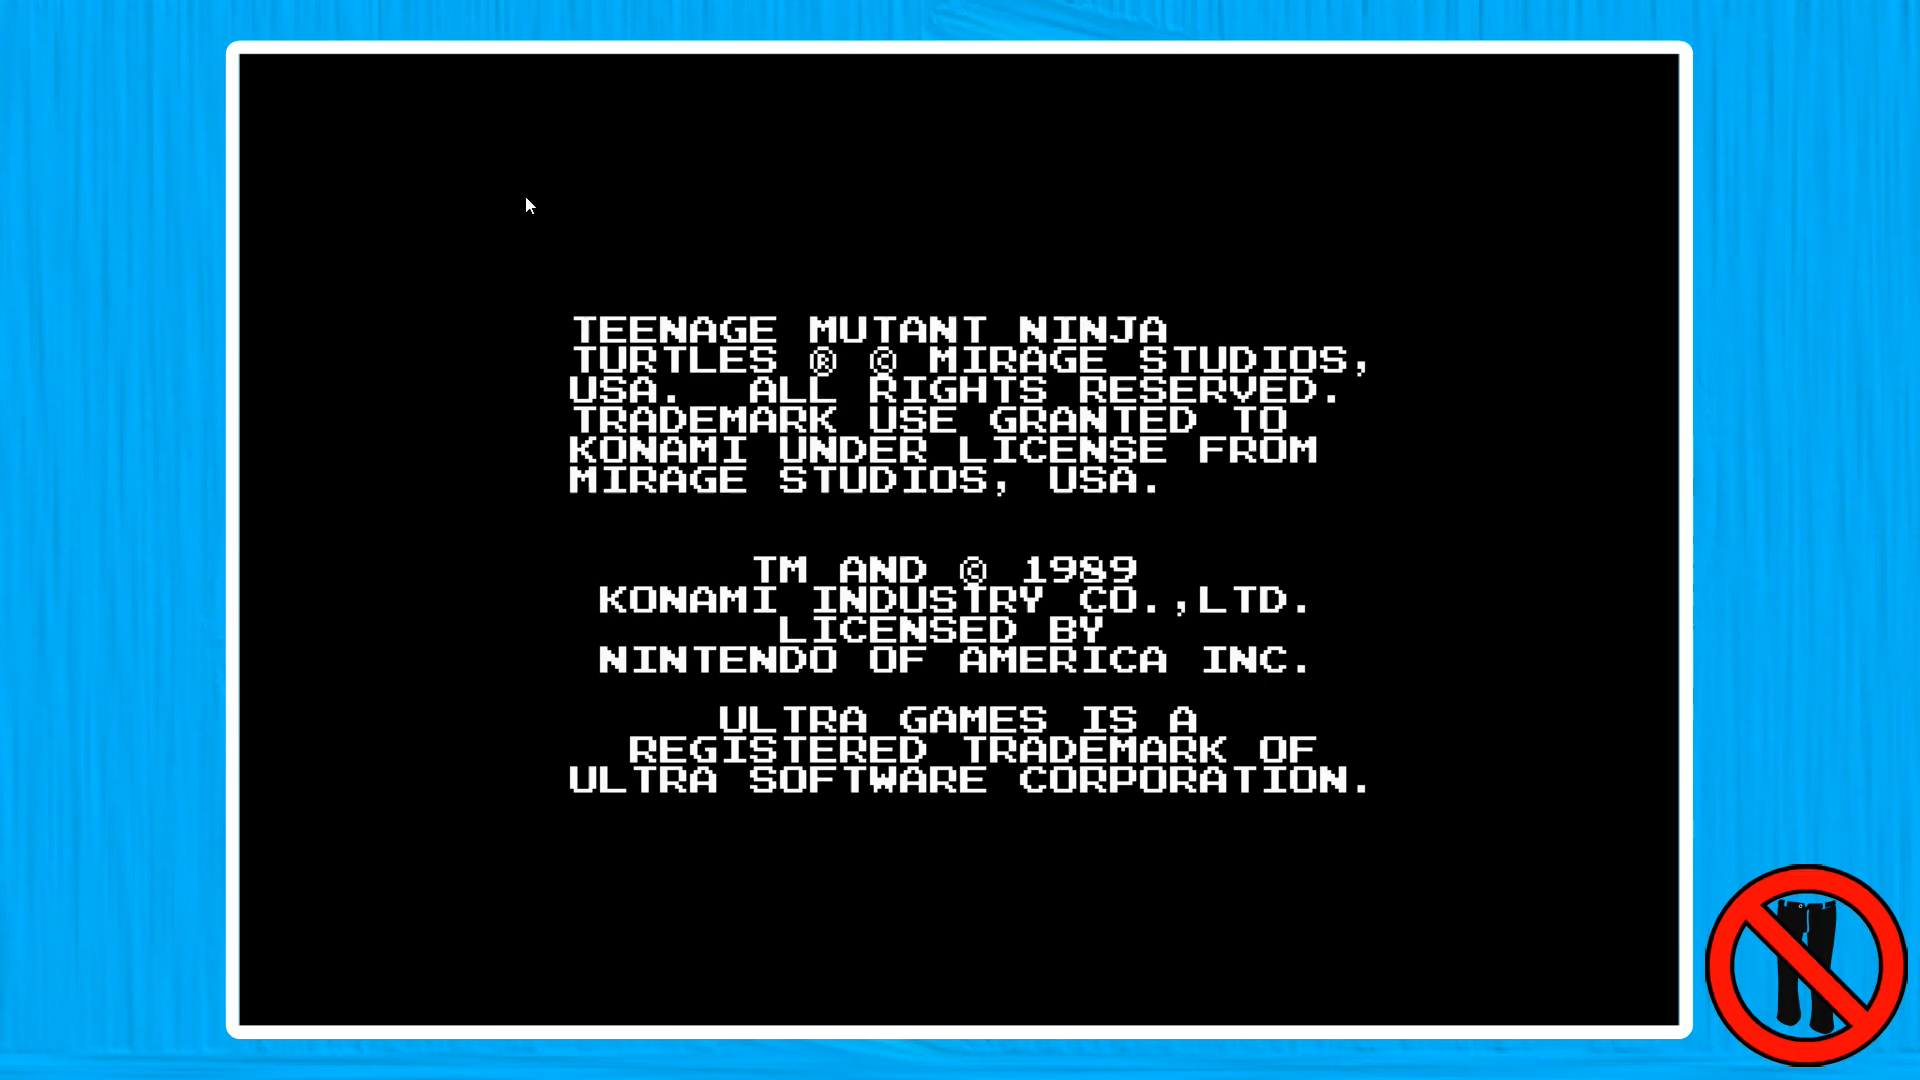 TEENAGE MUTANT NINJA
TURTLES ® © MIRAGE STUDIOS,
USA.  ALL RIGHTS RESERVED.
TRADEMARK USE GRANTED TO
KONAMI UNDER LICENSE FROM
MIRAGE STUDIOS, USA.
TM AND © 1989
KONAMI INDUSTRY CO.,LTD.
LICENSED BY
NINTENDO OF AMERICA INC.
ULTRA GAMES IS A
REGISTERED TRADEMARK OF
ULTRA SOFTWARE CORPORATION.